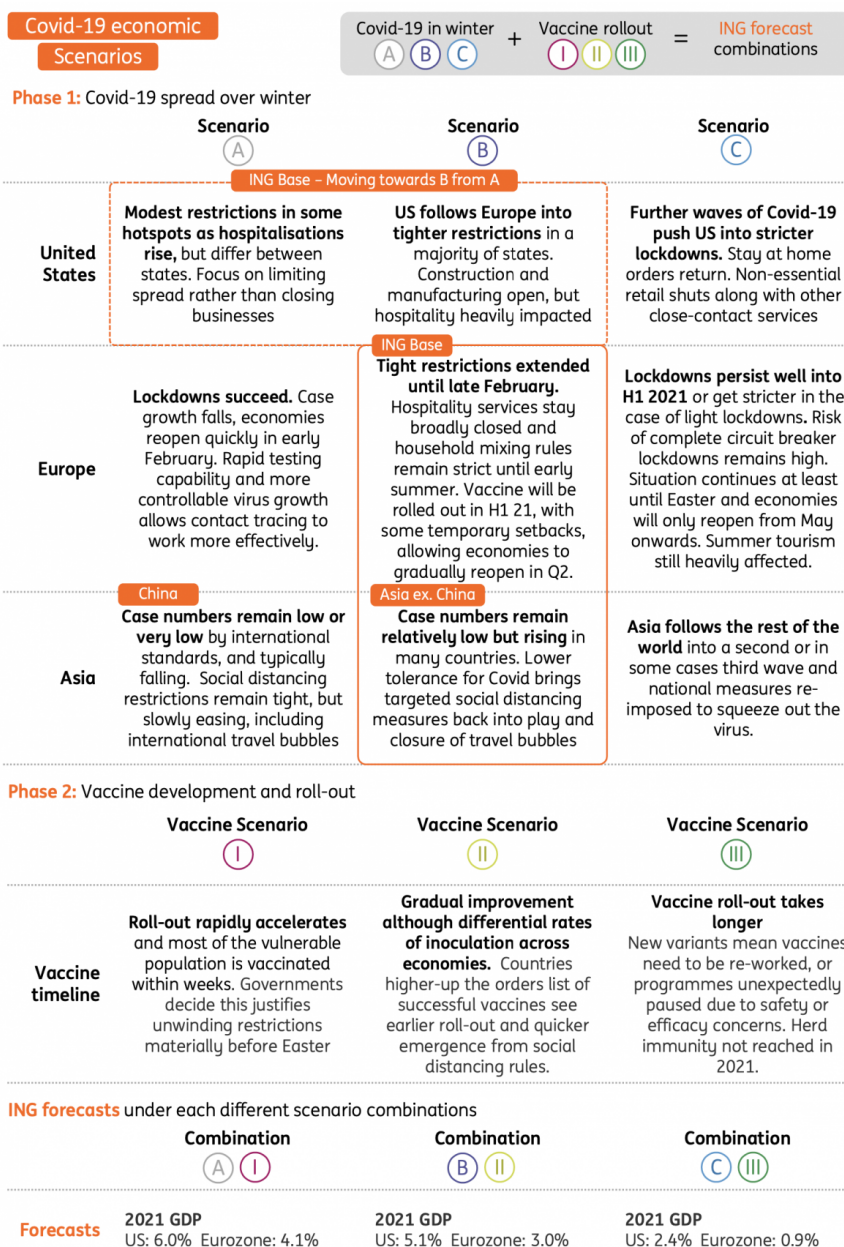 Covid-19 economic
Scenarios
Covid-19 in winter + Vaccine rollout = ING forecast
A B C I II III combinations
Phase 1: Covid-19 spread over winter
Scenario
A
Scenario
B
Scenario
C
ING Base – Moving towards B from A
United
States
Modest restrictions in some
hotspots as hospitalisations
rise, but differ between
states. Focus on limiting
spread rather than closing
businesses
US follows Europe into
tighter restrictions in a
majority of states.
Construction and
manufacturing open, but
hospitality heavily impacted
Further waves of Covid-19
push US into stricter
lockdowns. Stay at home
orders return. Non-essential
retail shuts along with other
close-contact services
Europe
Lockdowns succeed. Case
growth falls, economies
reopen quickly in early
February. Rapid testing
capability and more
controllable virus growth
allows contact tracing to
work more effectively.
ING Base
Tight restrictions extended
until late February.
Hospitality services stay
broadly closed and
household mixing rules
remain strict until early
summer. Vaccine will be
rolled out in H1 21, with
some temporary setbacks,
allowing economies to
gradually reopen in Q2.
Lockdowns persist well into
H1 2021 or get stricter in the
case of light lockdowns. Risk
of complete circuit breaker
lockdowns remains high.
Situation continues at least
until Easter and economies
will only reopen from May
onwards. Summer tourism
still heavily affected.
Asia
China
Case numbers remain low or
very low by international
standards, and typically
falling. Social distancing
restrictions remain tight, but
slowly easing, including
international travel bubbles
Asia ex. China
Case numbers remain
relatively low but rising in
many countries. Lower
tolerance for Covid brings
targeted social distancing
measures back into play and
closure of travel bubbles
Asia follows the rest of the
world into a second or in
some cases third wave and
national measures re-
imposed to squeeze out the
virus.
Phase 2: Vaccine development and roll-out
Vaccine Scenario
I
Vaccine Scenario
II
Vaccine Scenario
III
Vaccine
timeline
Roll-out rapidly accelerates
and most of the vulnerable
population is vaccinated
within weeks. Governments
decide this justifies
unwinding restrictions
materially before Easter
Gradual improvement
although differential rates
of inoculation across
economies. Countries
higher-up the orders list of
successful vaccines see
earlier roll-out and quicker
emergence from social
distancing rules.
Vaccine roll-out takes
longer
New variants mean vaccines
need to be re-worked, or
programmes unexpectedly
paused due to safety or
efficacy concerns. Herd
immunity not reached in
2021.
ING forecasts under each different scenario combinations
Combination
A I
Combination
B II
Combination
C III
Forecasts
2021 GDP
US: 6.0% Eurozone: 4.1%
2021 GDP
US: 5.1% Eurozone: 3.0%
2021 GDP
US: 2.4% Eurozone: 0.9%